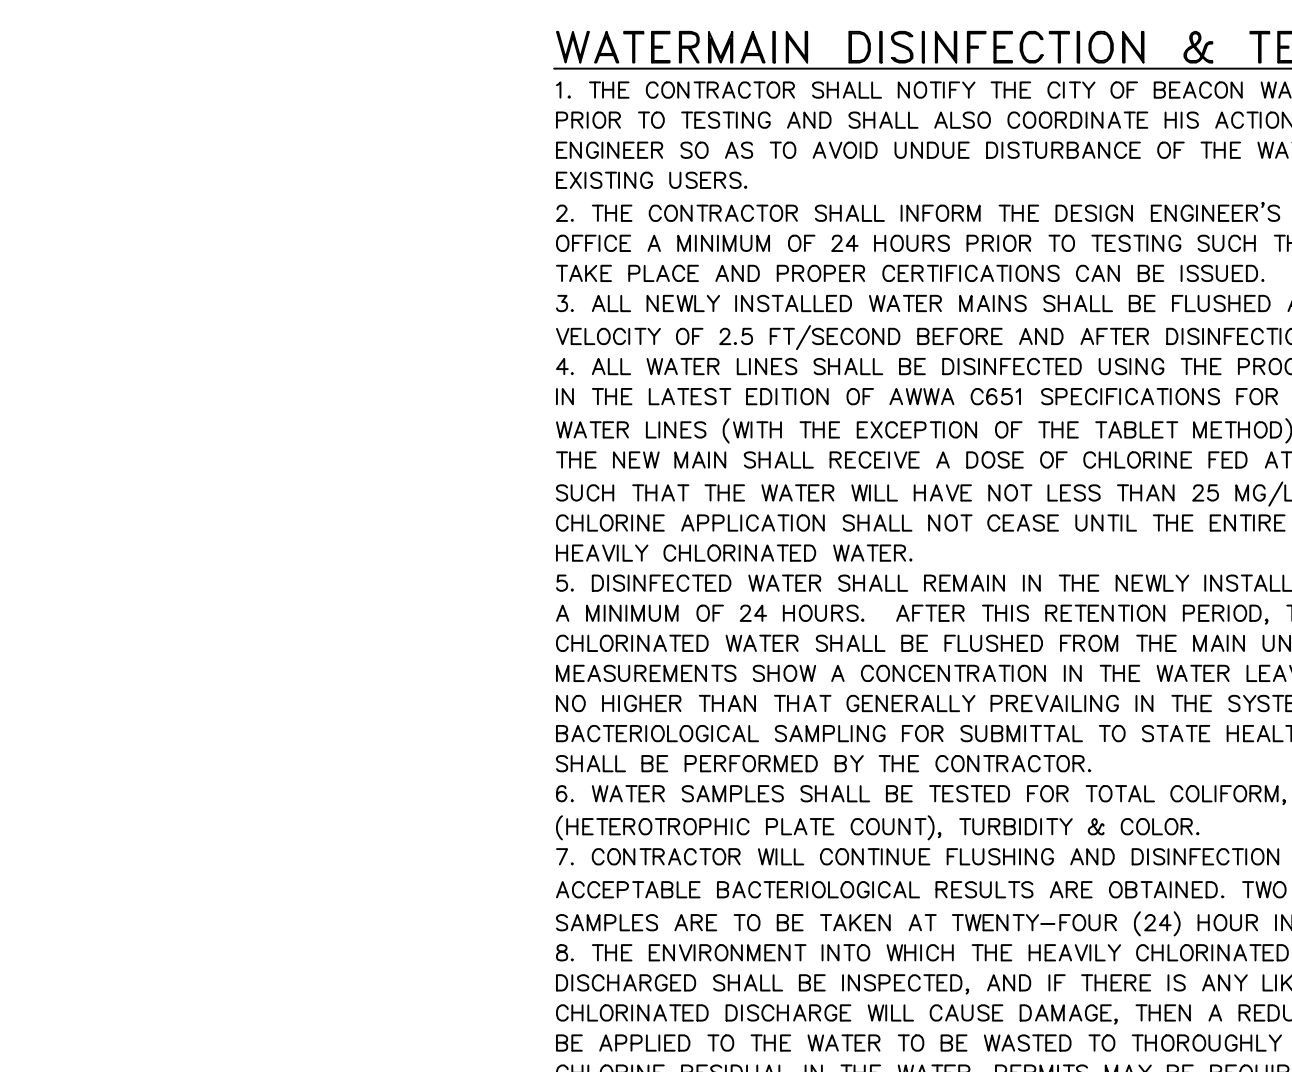 WATERMAIN DISINFECTION & TE
1. THE CONTRACTOR SHALL NOTIFY THE CITY OF BEACON WA
PRIOR TO TESTING AND SHALL ALSO COORDINATE HIS ACTION
ENGINEER SO AS TO AVOID UNDUE DISTURBANCE OF THE WA
EXISTING USERS.
2. THE CONTRACTOR SHALL INFORM THE DESIGN ENGINEER'S
OFFICE A MINIMUM OF 24 HOURS PRIOR TO TESTING SUCH TH
TAKE PLACE AND PROPER CERTIFICATIONS CAN BE ISSUED.
3. ALL NEWLY INSTALLED WATER MAINS SHALL BE FLUSHED A
VELOCITY OF 2.5 FT/SECOND BEFORE AND AFTER DISINFECTIO
4. ALL WATER LINES SHALL BE DISINFECTED USING THE PROC
IN THE LATEST EDITION OF AWWA C651 SPECIFICATIONS FOR
WATER LINES (WITH THE EXCEPTION OF THE TABLET METHOD)
THE NEW MAIN SHALL RECEIVE A DOSE OF CHLORINE FED AT
SUCH THAT THE WATER WILL HAVE NOT LESS THAN 25 MG/L
CHLORINE APPLICATION SHALL NOT CEASE UNTIL THE ENTIRE
HEAVILY CHLORINATED WATER.
5. DISINFECTED WATER SHALL REMAIN IN THE NEWLY INSTALL
A MINIMUM OF 24 HOURS. AFTER THIS RETENTION PERIOD, T
CHLORINATED WATER SHALL BE FLUSHED FROM THE MAIN UN
MEASUREMENTS SHOW A CONCENTRATION IN THE WATER LEAV
NO HIGHER THAN THAT GENERALLY PREVAILING IN THE SYSTE
BACTERIOLOGICAL SAMPLING FOR SUBMITTAL TO STATE HEALT
SHALL BE PERFORMED BY THE CONTRACTOR.
6. WATER SAMPLES SHALL BE TESTED FOR TOTAL COLIFORM,
(HETEROTROPHIC PLATE COUNT), TURBIDITY & COLOR.
7. CONTRACTOR WILL CONTINUE FLUSHING AND DISINFECTION
ACCEPTABLE BACTERIOLOGICAL RESULTS ARE OBTAINED. TWO
SAMPLES ARE TO BE TAKEN AT TWENTY–FOUR (24) HOUR IN
8. THE ENVIRONMENT INTO WHICH THE HEAVILY CHLORINATED
DISCHARGED SHALL BE INSPECTED, AND IF THERE IS ANY LIK
CHLORINATED DISCHARGE WILL CAUSE DAMAGE, THEN A REDU
BE APPLIED TO THE WATER TO BE WASTED TO THOROUGHLY
CHLORINE RESIDUAL IN THE WATER. PERMITS MAY BE REQUIR